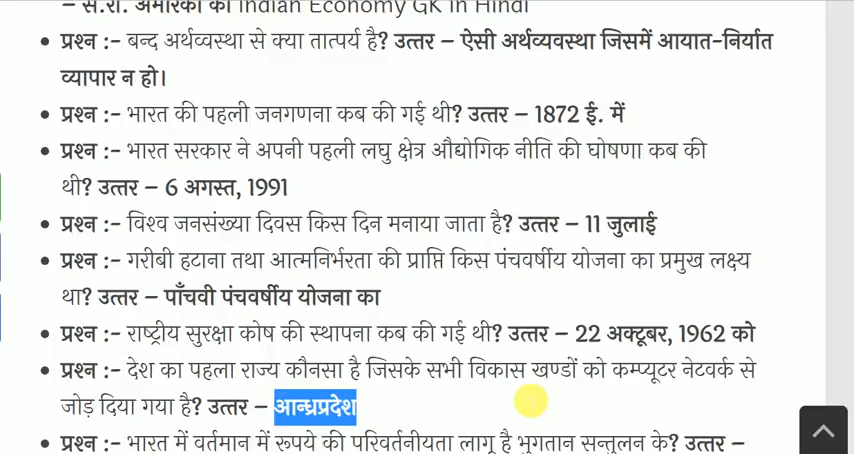 – सं.रा. अमेरिका की Indian Economy GK in Hindi
प्रश्न :- बन्द अर्थव्वस्था से क्या तात्पर्य है? उत्तर – ऐसी अर्थव्यवस्था जिसमें आयात-निर्यात
व्यापार न हो।
प्रश्न :- भारत की पहली जनगणना कब की गई थी? उत्तर – 1872 ई. में
प्रश्न :- भारत सरकार ने अपनी पहली लघु क्षेत्र औद्योगिक नीति की घोषणा कब की
थी? उत्तर – 6 अगस्त, 1991
प्रश्न :- विश्व जनसंख्या दिवस किस दिन मनाया जाता है? उत्तर – 11 जुलाई
प्रश्न :- गरीबी हटाना तथा आत्मनिर्भरता की प्राप्ति किस पंचवर्षीय योजना का प्रमुख लक्ष्य
था? उत्तर – पाँचवी पंचवर्षीय योजना का
प्रश्न :- राष्ट्रीय सुरक्षा कोष की स्थापना कब की गई थी? उत्तर – 22 अक्टूबर, 1962 को
प्रश्न :- देश का पहला राज्य कौनसा है जिसके सभी विकास खण्डों को कम्प्यूटर नेटवर्क से
जोड़ दिया गया है? उत्तर – आन्ध्रप्रदेश
प्रश्न :- भारत में वर्तमान में रूपये की परिवर्तनीयता लागू है भुगतान सन्तुलन के? उत्तर –